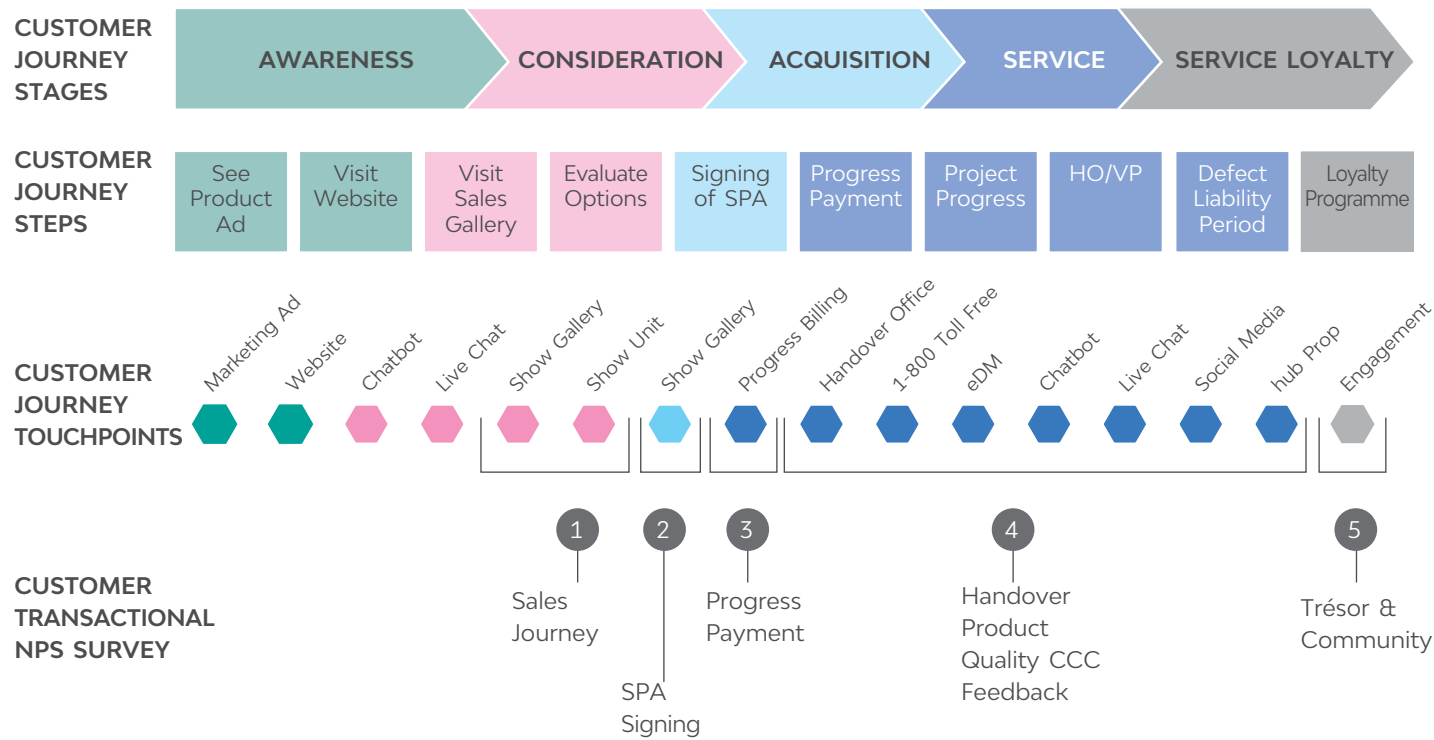 CUSTOMER
JOURNEY
STAGES
AWARENESS
CONSIDERATION
ACQUISITION
SERVICE
SERVICE LOYALTY
CUSTOMER
JOURNEY
STEPS
See
Product
Ad
Visit
Website
Visit
Sales
Gallery
Evaluate
Options
Signing
of SPA
Progress
Payment
Project
Progress
HO/VP
Defect
Liability
Period
Loyalty
Programme
CUSTOMER
JOURNEY
TOUCHPOINTS
Marketing Ad
Website
Chatbot
Live Chat
Show Gallery
Show Unit
Show Gallery
Progress Billing
Handover Office
1-800 Toll Free
eDM
Chatbot
Live Chat
Social Media
hub Prop
Engagement
CUSTOMER
TRANSACTIONAL
NPS SURVEY
1
Sales
Journey
2
SPA
Signing
3
Progress
Payment
4
Handover
Product
Quality CCC
Feedback
5
Trésor &
Community